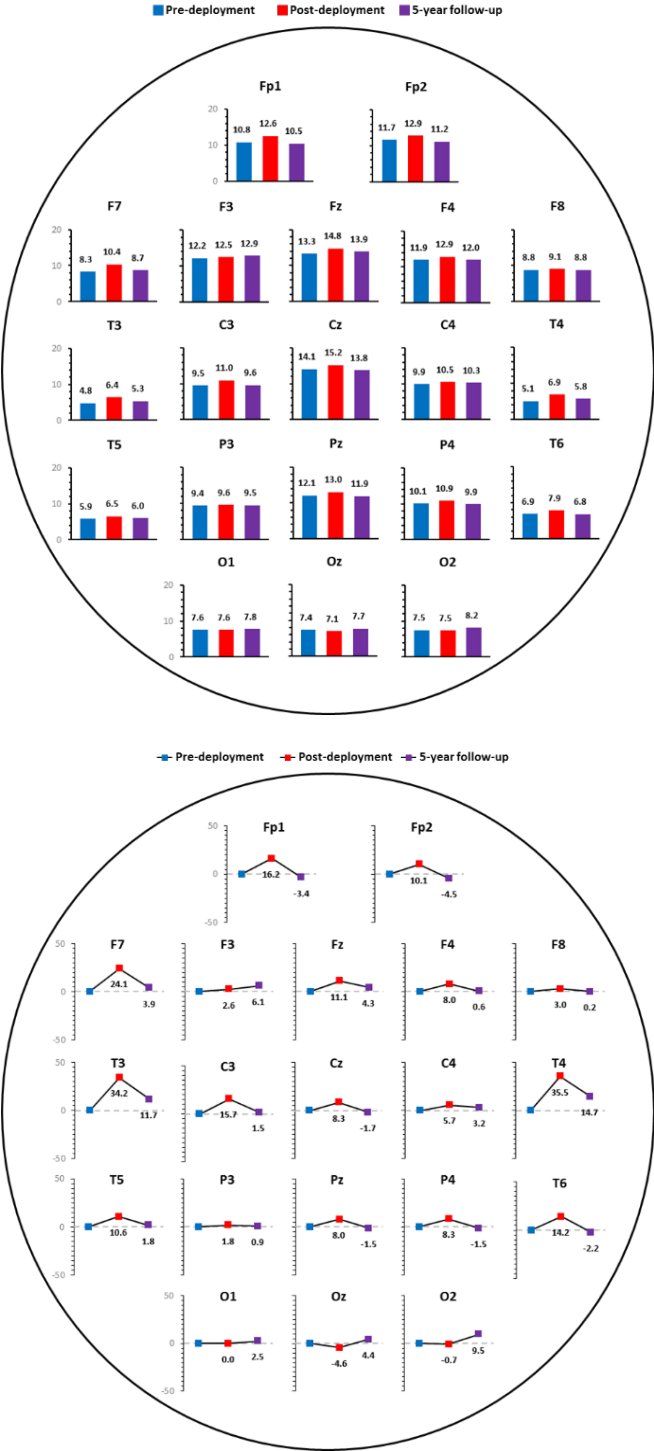 Pre-deployment Post-deployment 5-year follow-up
Fp1 Fp2
20
10
0
10.8 12.6 10.5 11.7 12.9 11.2
F7 F3 Fz F4 F8
20
10
0
8.3 10.4 8.7 12.2 12.5 12.9 13.3 14.8 13.9 11.9 12.9 12.0 8.8 9.1 8.8
T3 C3 Cz C4 T4
20
10
0
4.8 6.4 5.3 9.5 11.0 9.6 14.1 15.2 13.8 9.9 10.5 10.3 5.1 6.9 5.8
T5 P3 Pz P4 T6
20
10
0
5.9 6.5 6.0 9.4 9.6 9.5 12.1 13.0 11.9 10.1 10.9 9.9 6.9 7.9 6.8
O1 Oz O2
20
10
0
7.6 7.6 7.8 7.4 7.1 7.7 7.5 7.5 8.2
Pre-deployment Post-deployment 5-year follow-up
Fp1 Fp2
50
0
-50
16.2 -3.4 10.1 -4.5
F7 F3 Fz F4 F8
50
0
-50
24.1 3.9 2.6 6.1 11.1 4.3 8.0 0.6 3.0 0.2
T3 C3 Cz C4 T4
50
0
-50
34.2 11.7 15.7 1.5 8.3 -1.7 5.7 3.2 35.5 14.7
T5 P3 Pz P4 T6
50
0
-50
10.6 1.8 1.8 0.9 8.0 -1.5 8.3 -1.5 14.2 -2.2
O1 Oz O2
50
0
-50
0.0 2.5 -4.6 4.4 -0.7 9.5